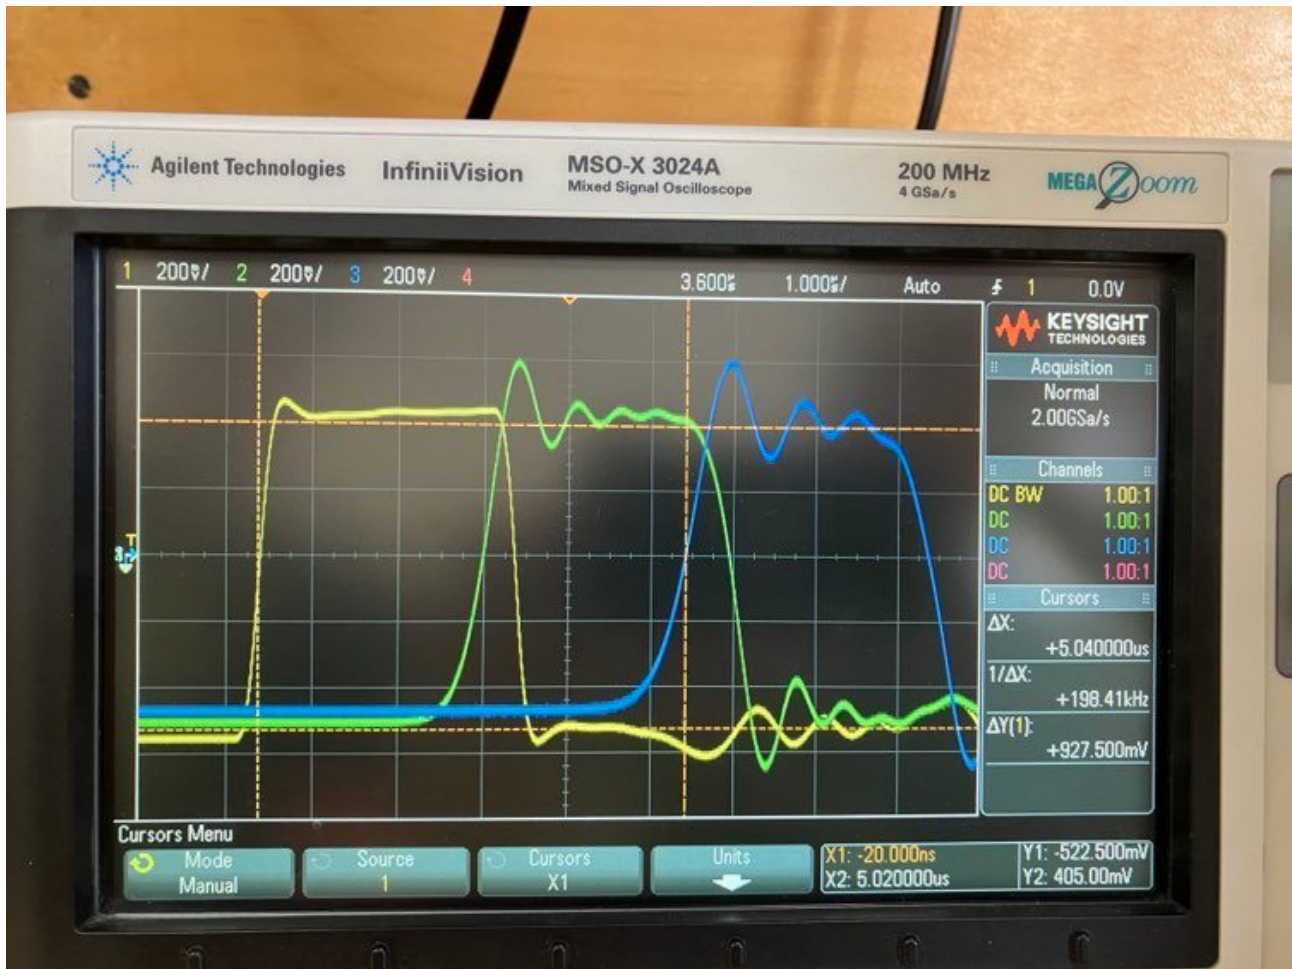 Agilent Technologies InfiniiVision MSO-X 3024A 200 MHz MEGA Zoom
Mixed Signal Oscilloscope 4 GSa/s
1 200V/ 2 200V/ 3 200V/ 4 3.600s 1.000s/ Auto 1 0.0V
KEYSIGHT
TECHNOLOGIES
Acquisition
Normal
2.00GSa/s
Channels
DC BW 1.00:1
DC 1.00:1
DC 1.00:1
DC 1.00:1
Cursors
ΔX:
+5.040000us
1/ΔX:
+198.41kHz
ΔY(1):
+927.500mV
T
Cursors Menu
Mode Source Cursors Units
Manual 1 X1
X1: -20.000ns Y1: -522.500mV
X2: 5.020000us Y2: 405.00mV